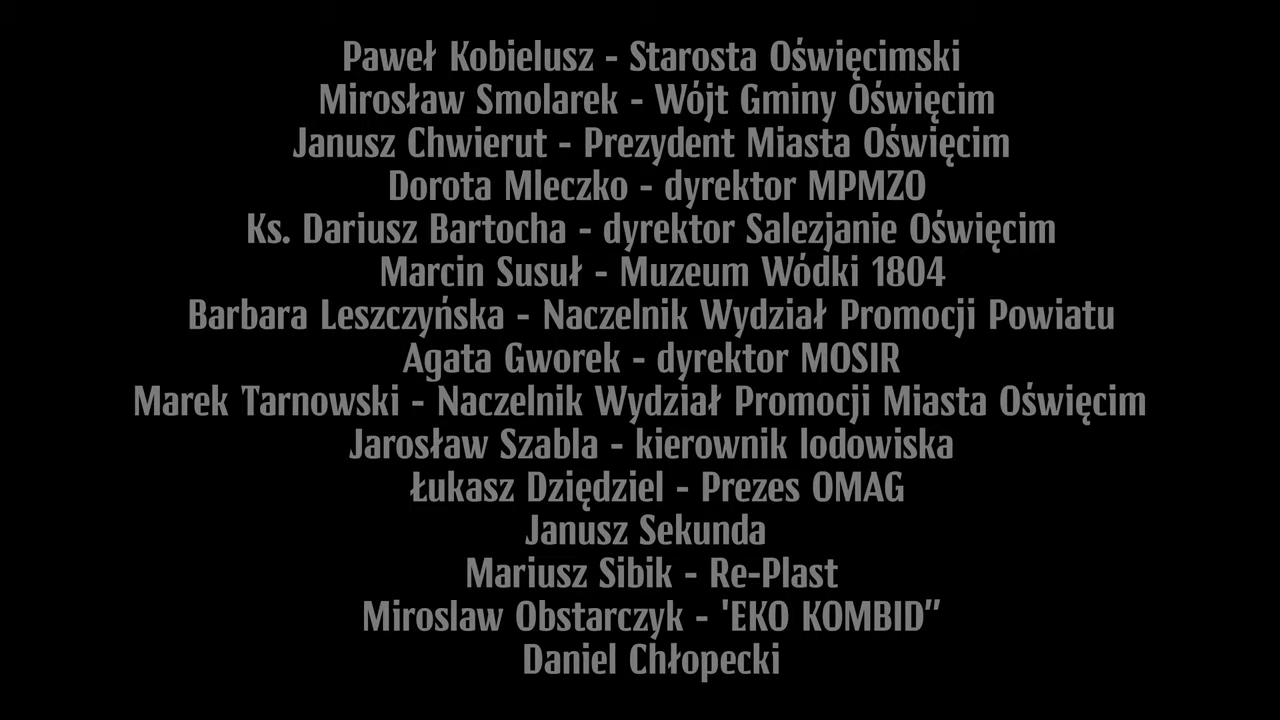 Paweł Kobielusz - Starosta Oświęcimski
Mirosław Smolarek - Wójt Gminy Oświęcim
Janusz Chwierut - Prezydent Miasta Oświęcim
Dorota Mleczko - dyrektor MPMZO
Ks. Dariusz Bartocha - dyrektor Salezjanie Oświęcim
Marcin Susuł - Muzeum Wódki 1804
Barbara Leszczyńska - Naczelnik Wydział Promocji Powiatu
Agata Gworek - dyrektor MOSIR
Marek Tarnowski - Naczelnik Wydział Promocji Miasta Oświęcim
Jarosław Szabla - kierownik lodowiska
Łukasz Dziędziel - Prezes OMAG
Janusz Sekunda
Mariusz Sibik - Re-Plast
Miroslaw Obstarczyk - 'EKO KOMBID”
Daniel Chłopecki